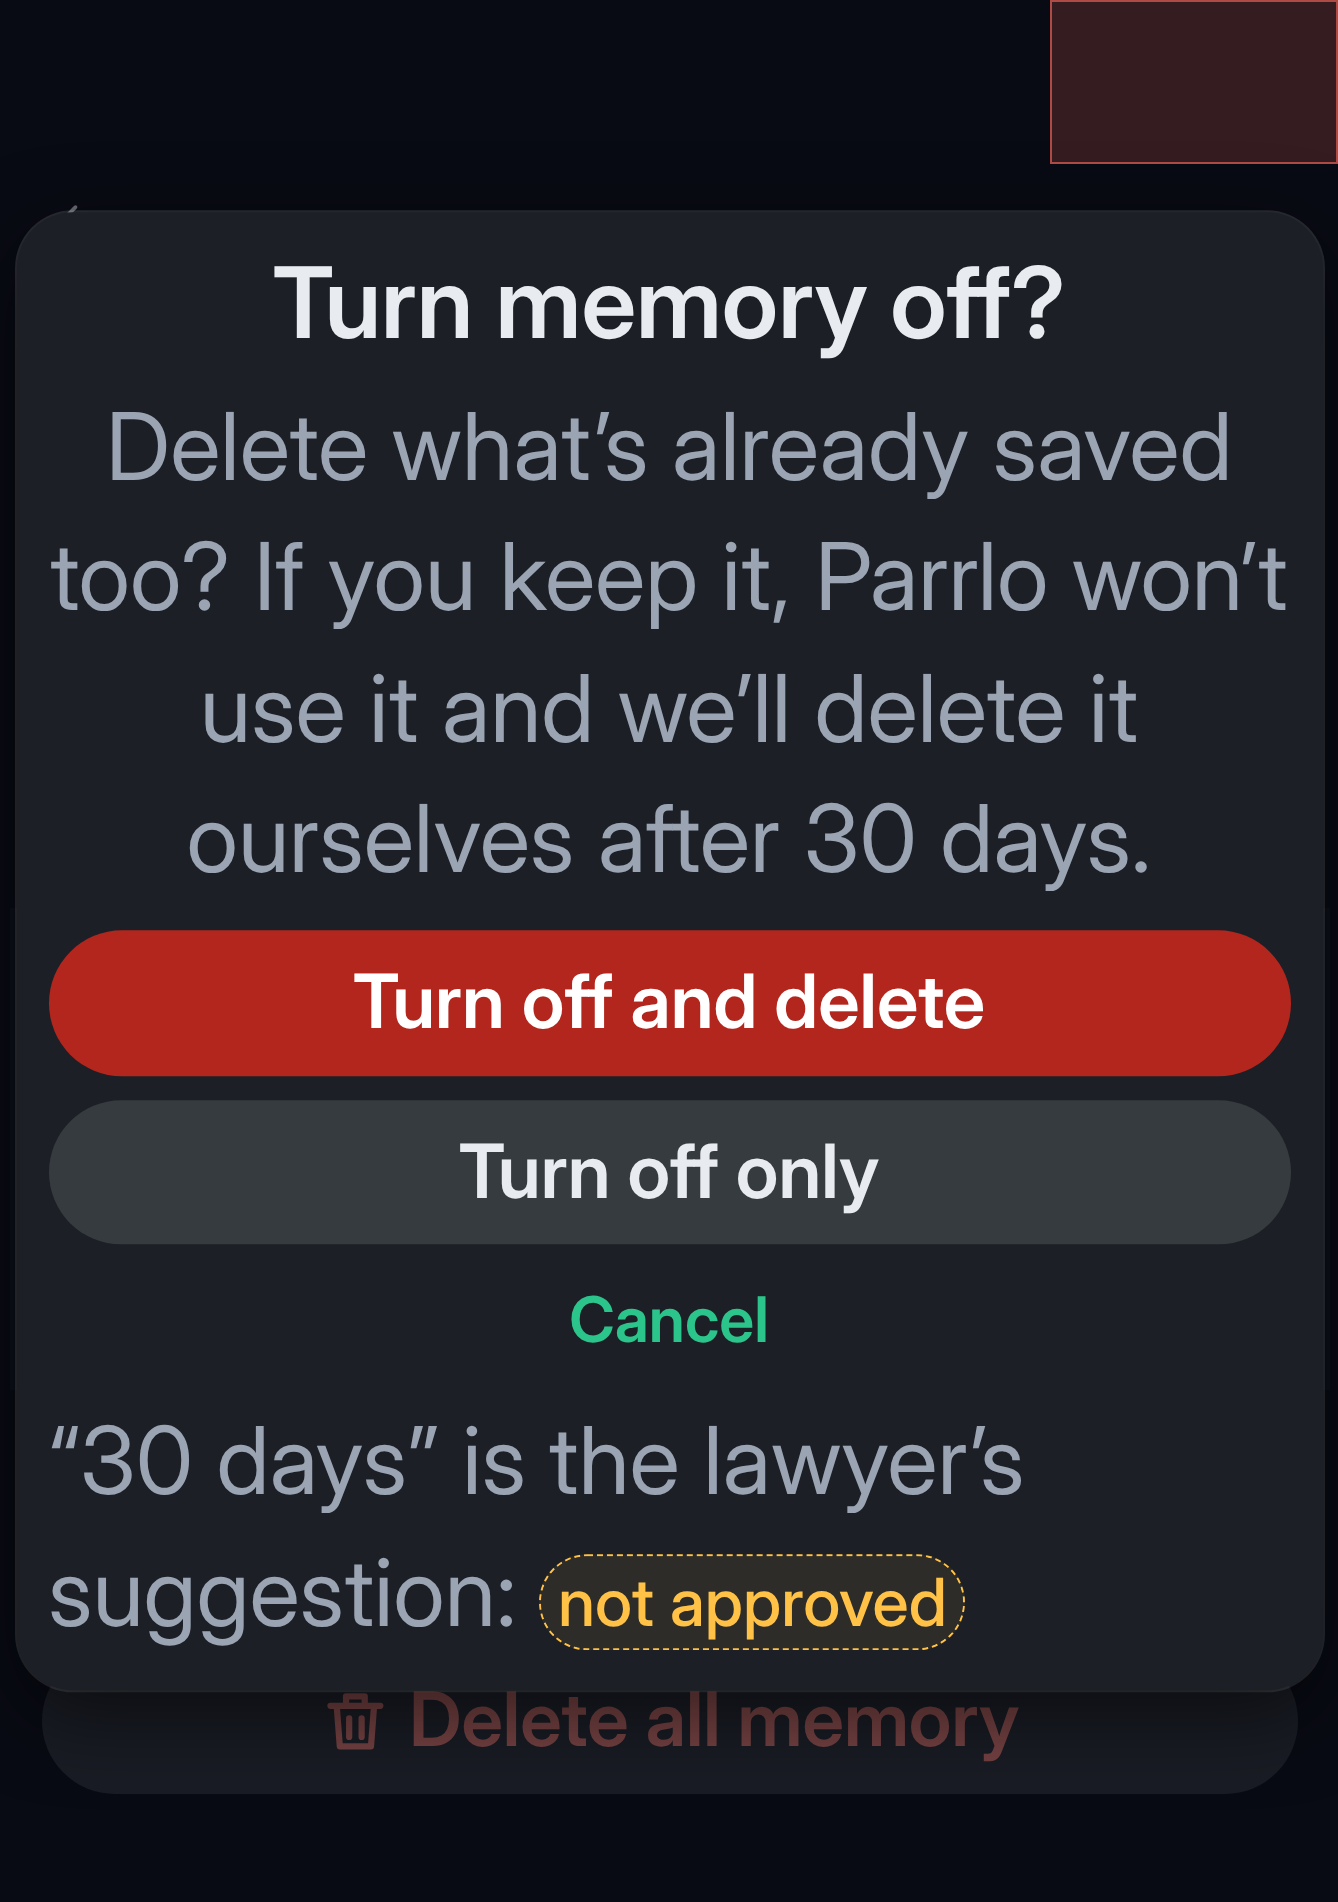 Turn memory off?
Delete what’s already saved
too? If you keep it, Parrlo won’t
use it and we’ll delete it
ourselves after 30 days.
Turn off and delete
Turn off only
Cancel
“30 days” is the lawyer’s
suggestion: not approved
Delete all memory